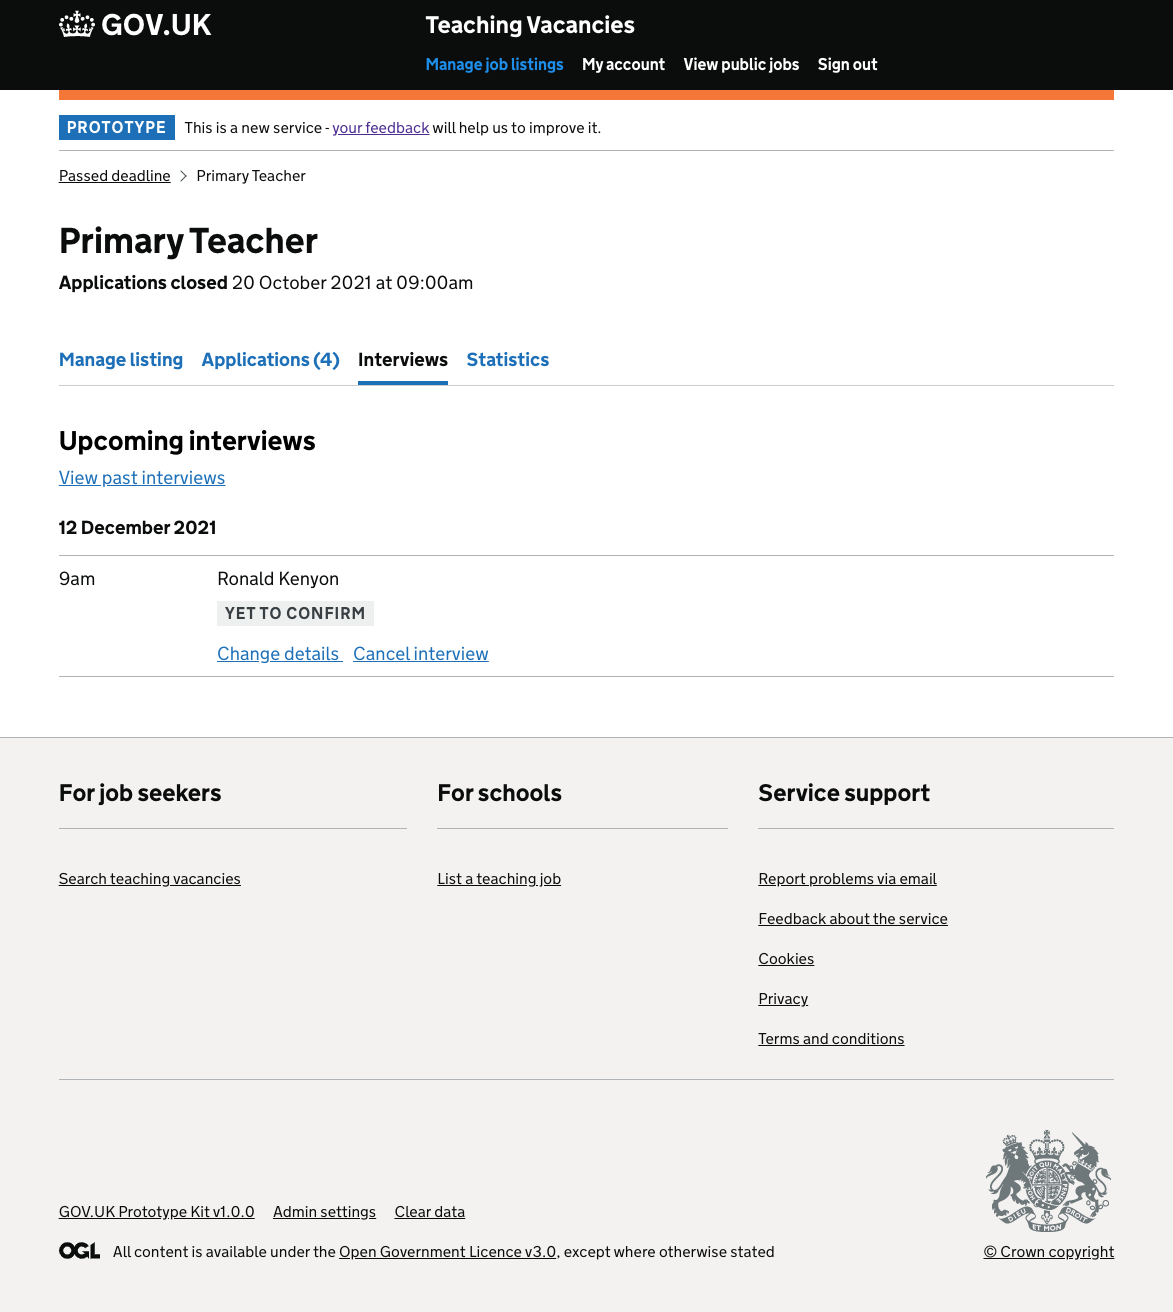 GOV.UK
Teaching Vacancies
Manage job listings My account View public jobs Sign out
PROTOTYPE This is a new service - your feedback will help us to improve it.
Passed deadline Primary Teacher
Primary Teacher
Applications closed 20 October 2021 at 09:00am
Manage listing Applications (4) Interviews Statistics
Upcoming interviews
View past interviews
12 December 2021
9am Ronald Kenyon
YET TO CONFIRM
Change details Cancel interview
For job seekers
Search teaching vacancies
For schools
List a teaching job
Service support
Report problems via email
Feedback about the service
Cookies
Privacy
Terms and conditions
GOV.UK Prototype Kit v1.0.0 Admin settings Clear data
OGL All content is available under the Open Government Licence v3.0, except where otherwise stated
DIEU ET MON DROIT
© Crown copyright